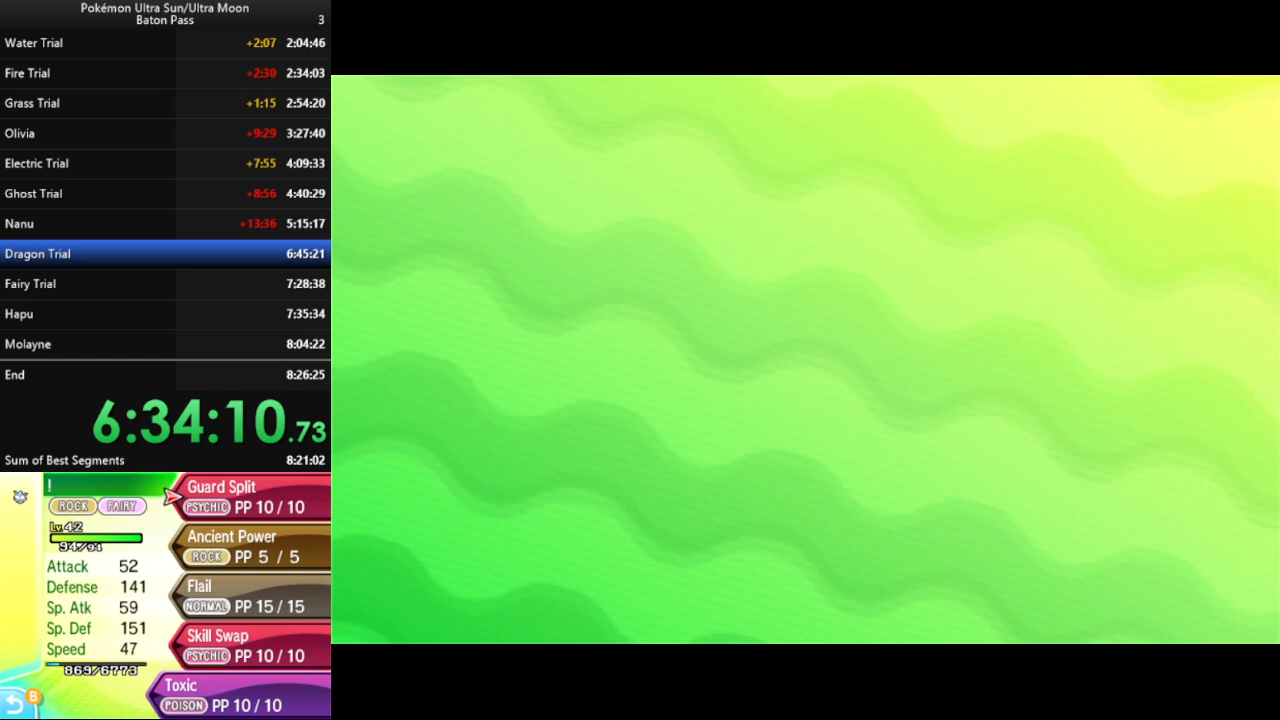 Pokémon Ultra Sun/Ultra Moon
Baton Pass 3
Water Trial +2:07 2:04:46
Fire Trial +2:30 2:34:03
Grass Trial +1:15 2:54:20
Olivia +9:29 3:27:40
Electric Trial +7:55 4:09:33
Ghost Trial +8:56 4:40:29
Nanu +13:36 5:15:17
Dragon Trial 6:45:21
Fairy Trial 7:28:38
Hapu 7:35:34
Molayne 8:04:22
End 8:26:25
6:34:10.73
Sum of Best Segments 8:21:02
!
ROCK FAIRY
Lv.42
94/94
Attack 52
Defense 141
Sp. Atk 59
Sp. Def 151
Speed 47
869/6773
B
Guard Split
PSYCHIC PP 10 / 10
Ancient Power
ROCK PP 5 / 5
Flail
NORMAL PP 15 / 15
Skill Swap
PSYCHIC PP 10 / 10
Toxic
POISON PP 10 / 10